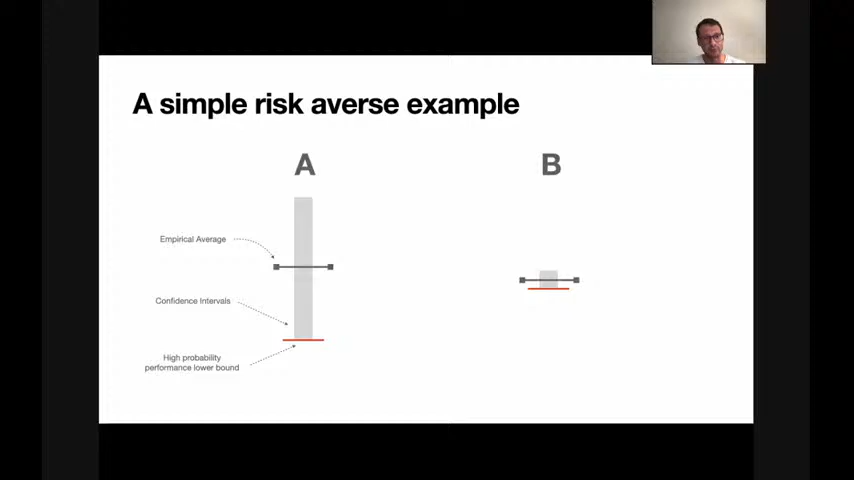 A simple risk averse example
A
B
Empirical Average
Confidence Intervals
High probability
performance lower bound